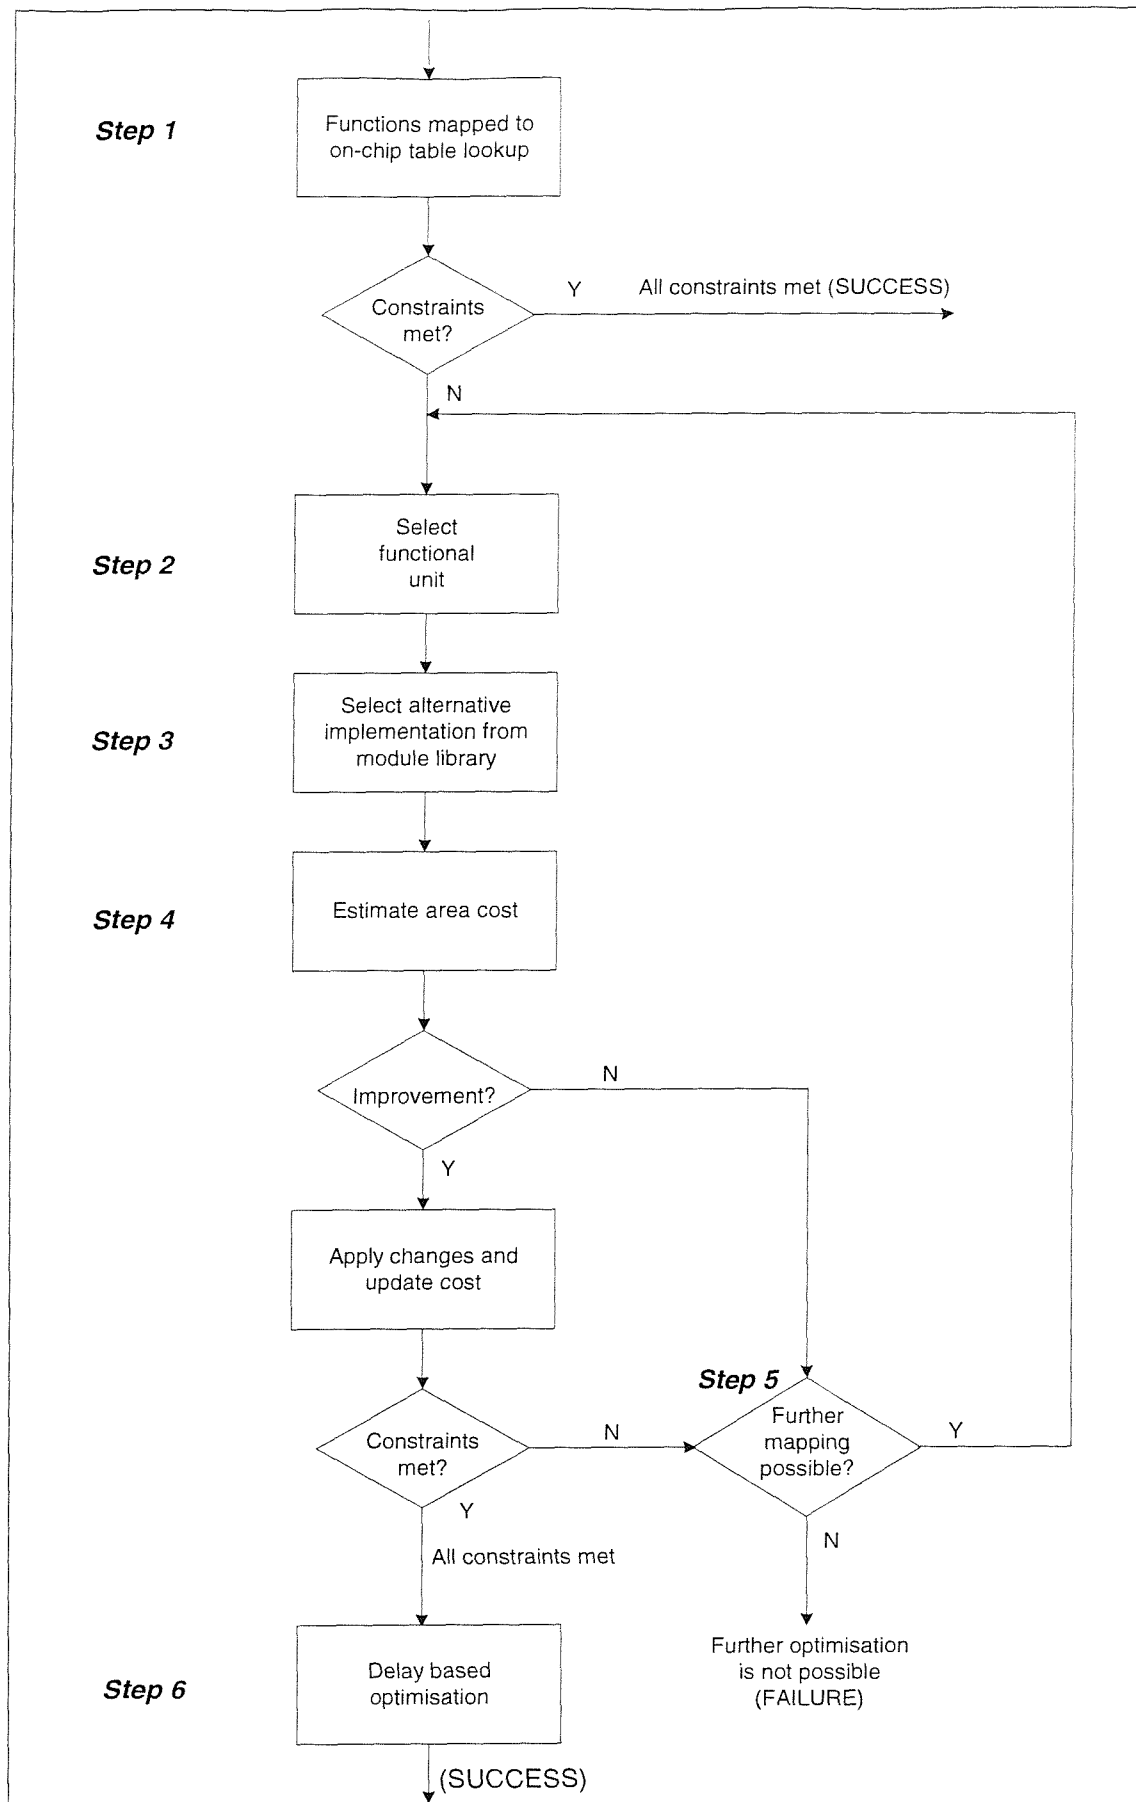 Step 1
Functions mapped to
on-chip table lookup
Constraints
met?
Y
All constraints met (SUCCESS)
N
Step 2
Select
functional
unit
Step 3
Select alternative
implementation from
module library
Step 4
Estimate area cost
Improvement?
N
Y
Apply changes and
update cost
Step 5
Constraints
met?
N
Further
mapping
possible?
Y
Y
N
All constraints met
Step 6
Delay based
optimisation
Further optimisation
is not possible
(FAILURE)
(SUCCESS)